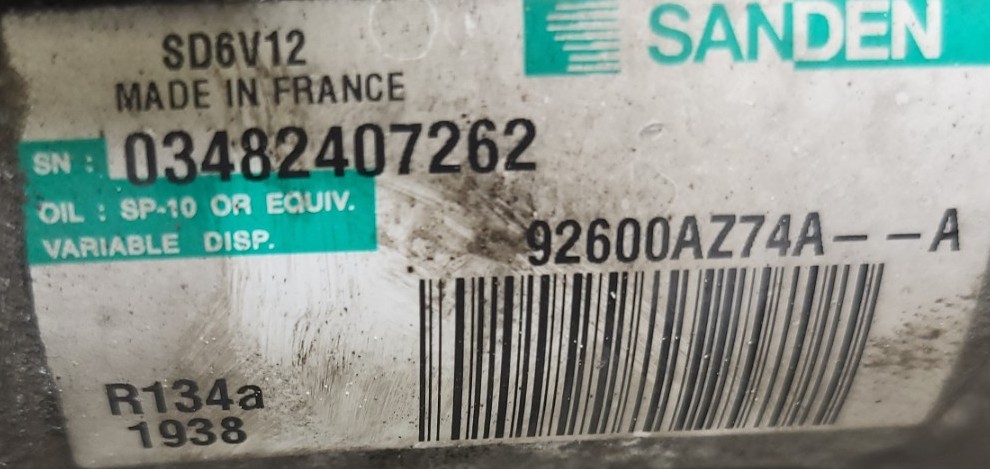 SANDEN
SD6V12
MADE IN FRANCE
SN : 03482407262
OIL : SP-10 OR EQUIV.
VARIABLE DISP.
92600AZ74A--A
R134a
1938